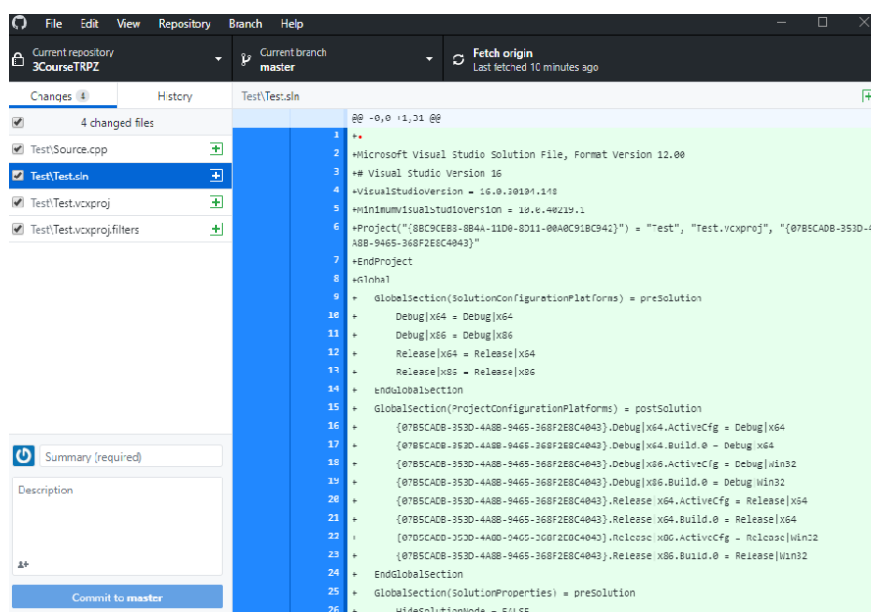 File Edit View Repository Branch Help
Current repository
3CourseTRPZ
Current branch
master
Fetch origin
Last fetched 10 minutes ago
Changes 4 History
4 changed files
Test\Source.cpp
Test\Test.sln
Test\Test.vcxproj
Test\Test.vcxproj.filters
Summary (required)
Description
Commit to master
Test\Test.sln
@@ -0,0 +1,31 @@
1 +
2 +Microsoft Visual Studio Solution File, Format Version 12.00
3 +# Visual Studio Version 16
4 +VisualStudioVersion =
5 +MinimumVisualStudioVersion = 10.0.40219.1
6 +Project("{8BC9CEB8-8B4A-11D0-8D11-00A0C91BC942}") = "Test", "Test.vcxproj", "{07B5CADB-353D-4
A8B-9465-368F2E8C4043}"
7 +EndProject
8 +Global
9 + GlobalSection(SolutionConfigurationPlatforms) = preSolution
10 + Debug|x64 = Debug|x64
11 + Debug|x86 = Debug|x86
12 + Release|x64 = Release|x64
13 + Release|x86 = Release|x86
14 + EndGlobalSection
15 + GlobalSection(ProjectConfigurationPlatforms) = postSolution
16 + {07B5CADB-353D-4A8B-9465-368F2E8C4043}.Debug|x64.ActiveCfg = Debug|x64
17 + {07B5CADB-353D-4A8B-9465-368F2E8C4043}.Debug|x64.Build.0 = Debug|x64
18 + {07B5CADB-353D-4A8B-9465-368F2E8C4043}.Debug|x86.ActiveCfg = Debug|Win32
19 + {07B5CADB-353D-4A8B-9465-368F2E8C4043}.Debug|x86.Build.0 = Debug|Win32
20 + {07B5CADB-353D-4A8B-9465-368F2E8C4043}.Release|x64.ActiveCfg = Release|x64
21 + {07B5CADB-353D-4A8B-9465-368F2E8C4043}.Release|x64.Build.0 = Release|x64
22 + {07B5CADB-353D-4A8B-9465-368F2E8C4043}.Release|x86.ActiveCfg = Release|Win32
23 + {07B5CADB-353D-4A8B-9465-368F2E8C4043}.Release|x86.Build.0 = Release|Win32
24 + EndGlobalSection
25 + GlobalSection(SolutionProperties) = preSolution
26 HideSolutionNode = FALSE